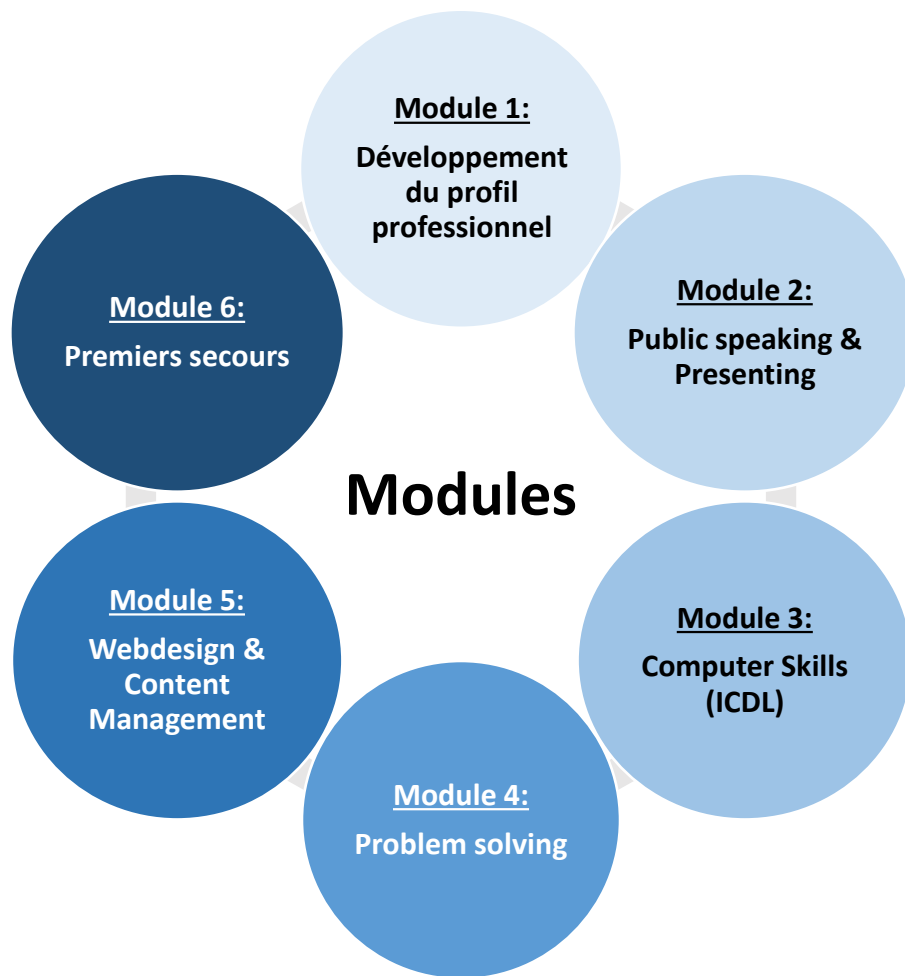 Module 1:
Développement
du profil
professionnel
Module 2:
Public speaking &
Presenting
Module 3:
Computer Skills
(ICDL)
Module 4:
Problem solving
Module 5:
Webdesign &
Content
Management
Module 6:
Premiers secours
Modules